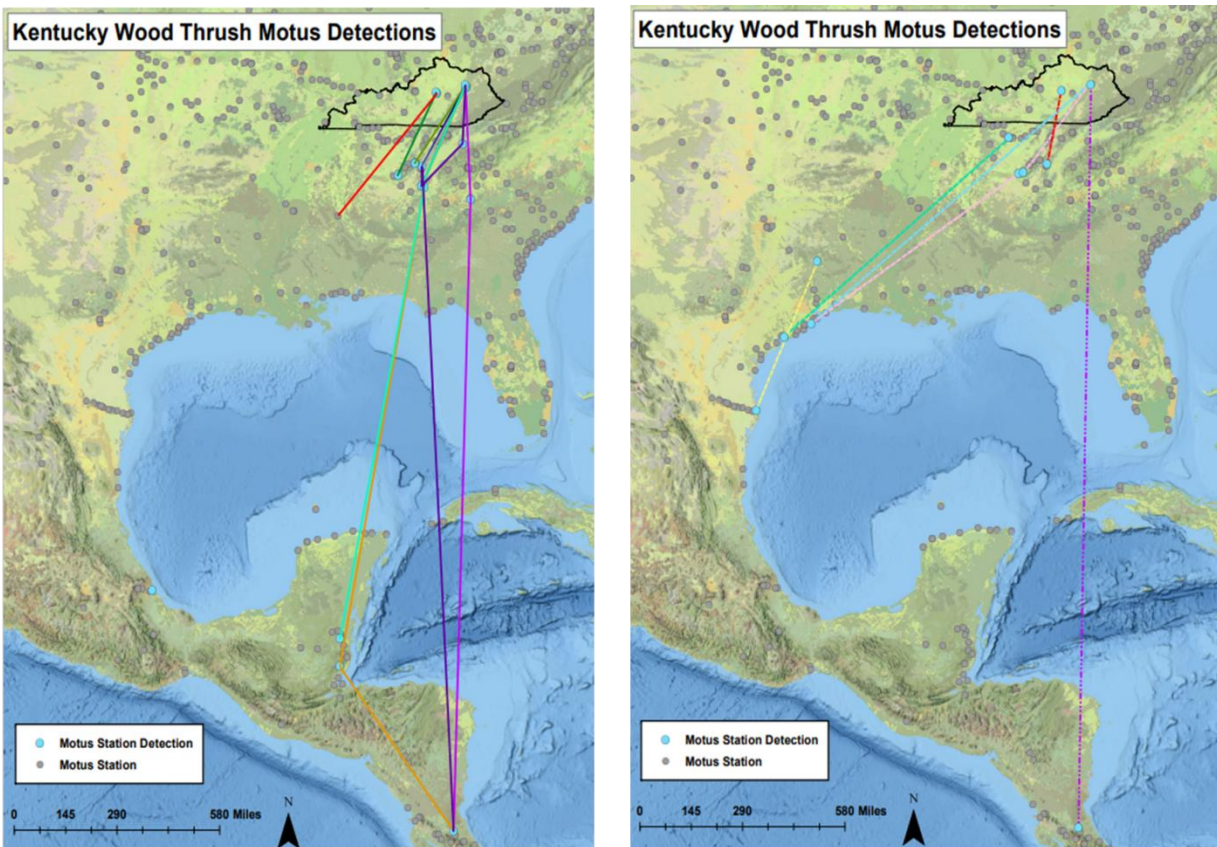 Kentucky Wood Thrush Motus Detections
Motus Station Detection
Motus Station
0 145 290 580 Miles
N
Kentucky Wood Thrush Motus Detections
Motus Station Detection
Motus Station
0 145 290 580 Miles
N